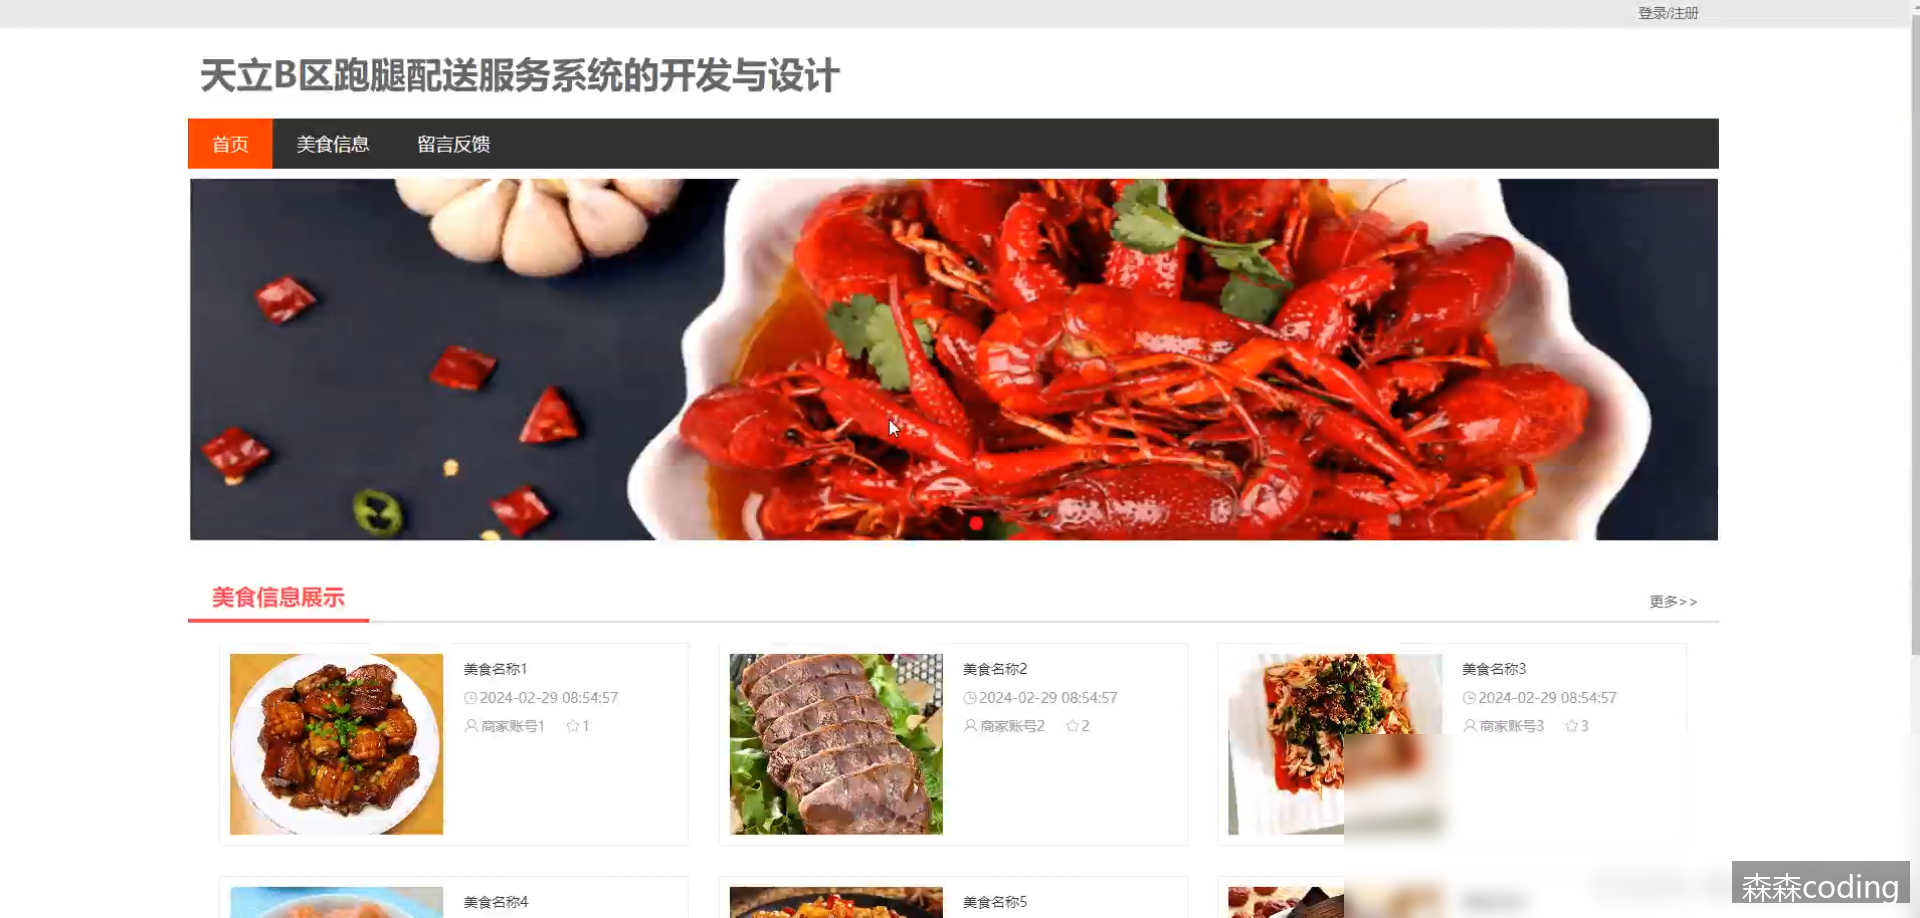 登录/注册
天立B区跑腿配送服务系统的开发与设计
首页 美食信息 留言反馈
美食信息展示 更多>>
美食名称1 美食名称2 美食名称3
2024-02-29 08:54:57 2024-02-29 08:54:57 2024-02-29 08:54:57
商家账号1 1 商家账号2 2 商家账号3 3
美食名称4 美食名称5
森森coding